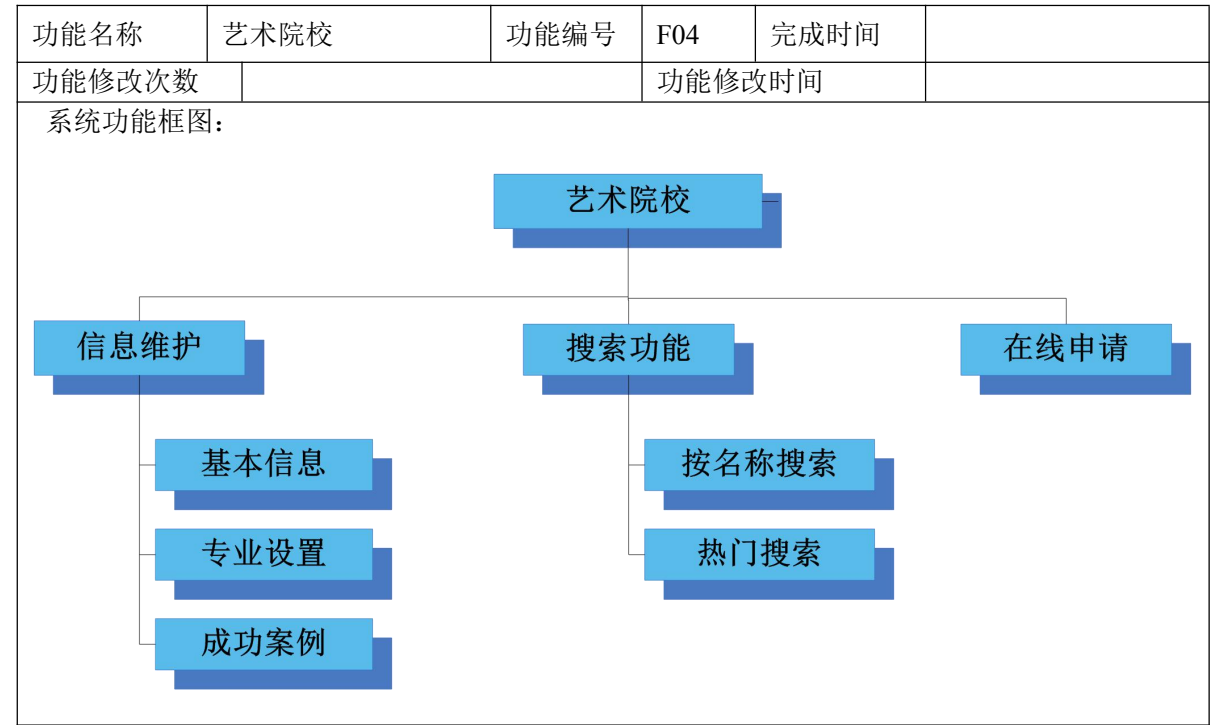 功能名称 艺术院校 功能编号 F04 完成时间
功能修改次数 功能修改时间
系统功能框图：
艺术院校
信息维护 搜索功能 在线申请
基本信息 按名称搜索
专业设置 热门搜索
成功案例